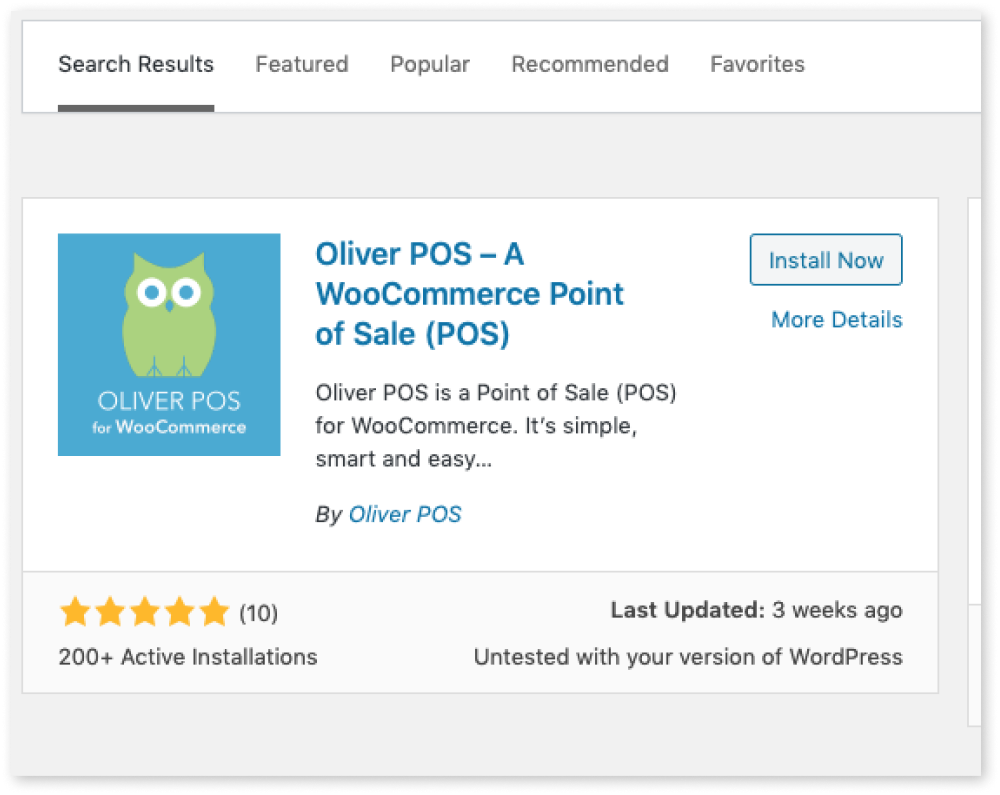 Search Results Featured Popular Recommended Favorites
OLIVER POS
for WooCommerce
Oliver POS – A
WooCommerce Point
of Sale (POS)
Install Now
More Details
Oliver POS is a Point of Sale (POS)
for WooCommerce. It’s simple,
smart and easy...
By Oliver POS
(10)
200+ Active Installations
Last Updated: 3 weeks ago
Untested with your version of WordPress